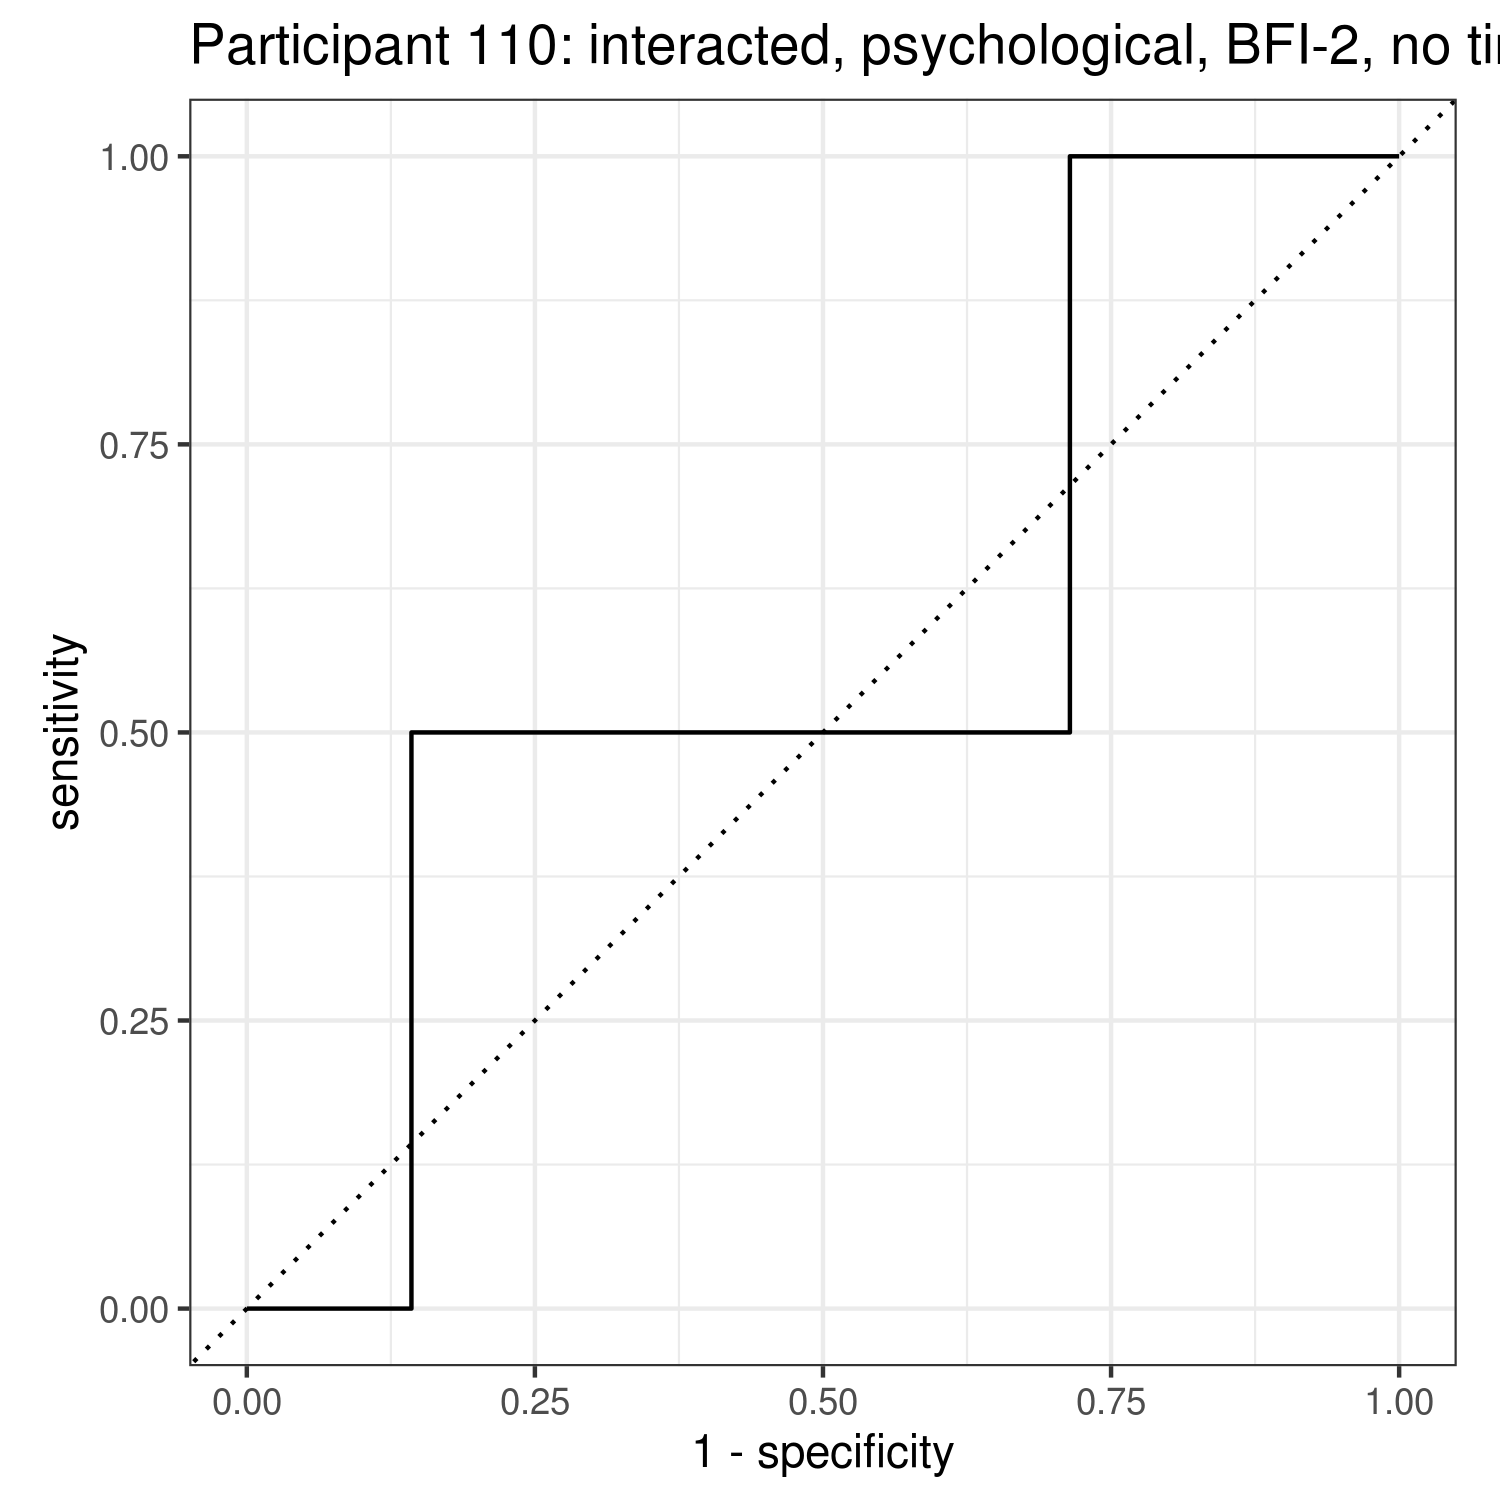 Participant 110: interacted, psychological, BFI-2, no
1.00
0.75
0.50
0.25
0.00
sensitivity
0.00 0.25 0.50 0.75 1.00
1 - specificity